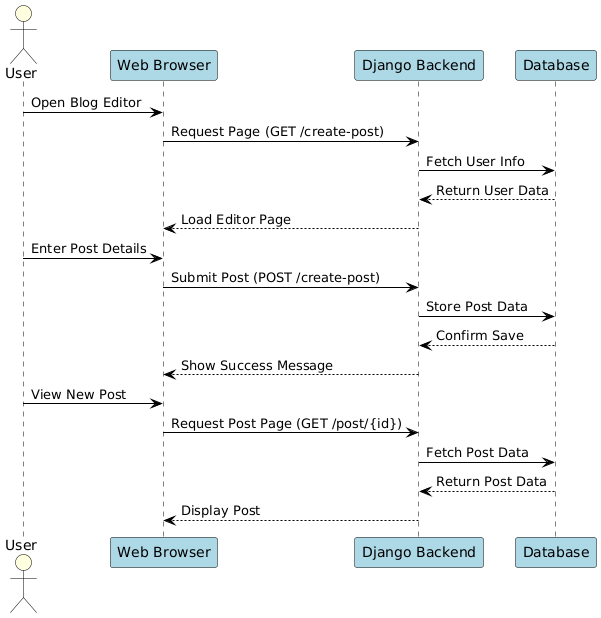 User
Web Browser
Django Backend
Database
Open Blog Editor
Request Page (GET /create-post)
Fetch User Info
Return User Data
Load Editor Page
Enter Post Details
Submit Post (POST /create-post)
Store Post Data
Confirm Save
Show Success Message
View New Post
Request Post Page (GET /post/{id})
Fetch Post Data
Return Post Data
Display Post
User
Web Browser
Django Backend
Database